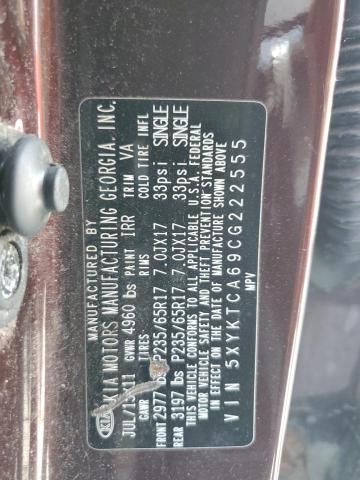 MANUFACTURED BY
KIA KIA MOTORS MANUFACTURING GEORGIA. INC.
JUL/15/11 GVWR 4960 lbs PAINT IRR TRIM VA
GAWR TIRES RIMS COLD TIRE INFL
FRONT 2977 lbs P235/65R17 7.0JX17 33psi SINGLE
REAR 3197 lbs P235/65R17 7.0JX17 33psi SINGLE
THIS VEHICLE CONFORMS TO ALL APPLICABLE U.S.A. FEDERAL
MOTOR VEHICLE SAFETY AND THEFT PREVENTION STANDARDS
IN EFFECT ON THE DATE OF MANUFACTURE SHOWN ABOVE
VIN 5XYKTCA69CG222555
MPV